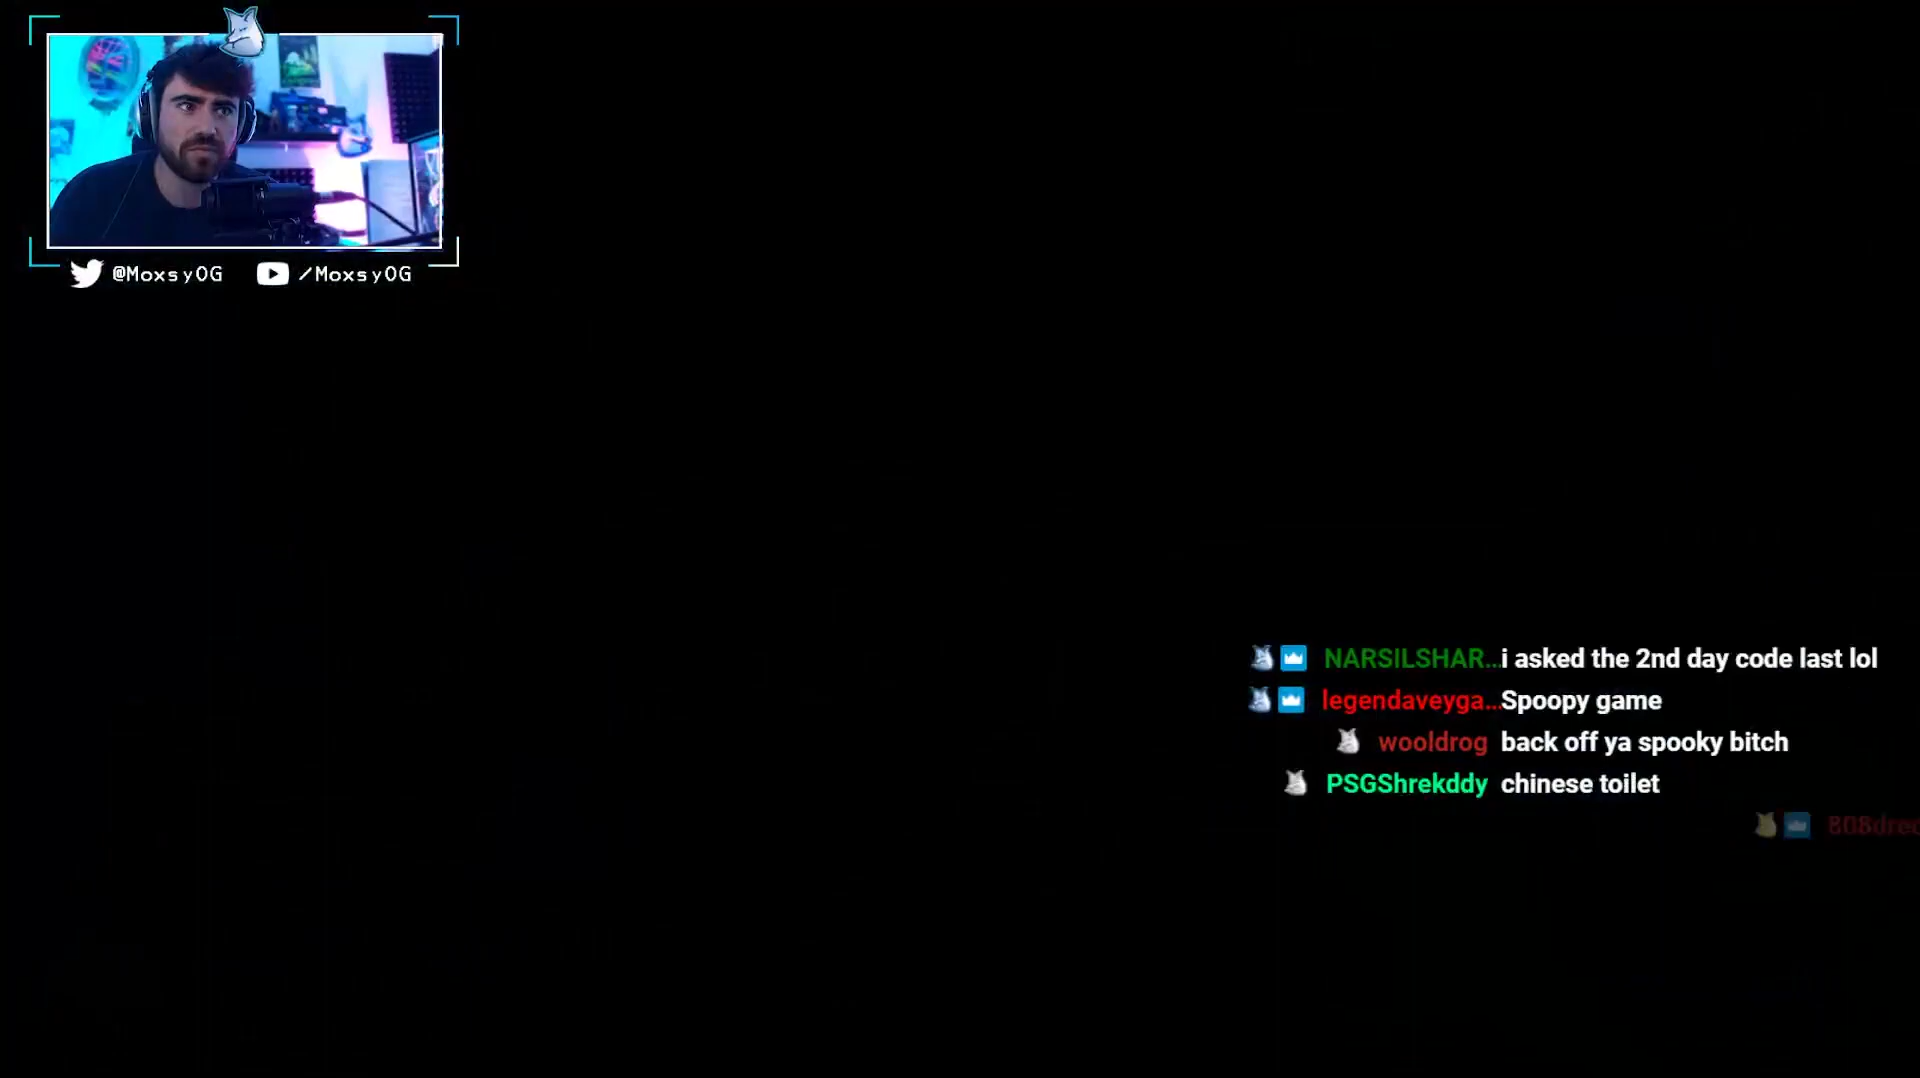 @MoxsyOG /MoxsyOG
NARSILSHAR... i asked the 2nd day code last lol
legendaveyga... Spoopy game
wooldrog back off ya spooky bitch
PSGShrekddy chinese toilet